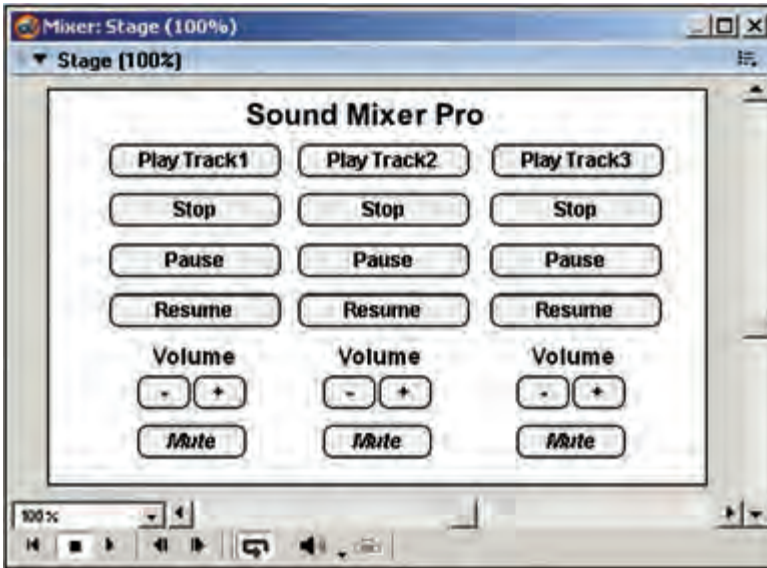 Mixer: Stage (100%)
Stage (100%)
Sound Mixer Pro
Play Track1 Play Track2 Play Track3
Stop Stop Stop
Pause Pause Pause
Resume Resume Resume
Volume Volume Volume
- + - + - +
Mute Mute Mute
100%